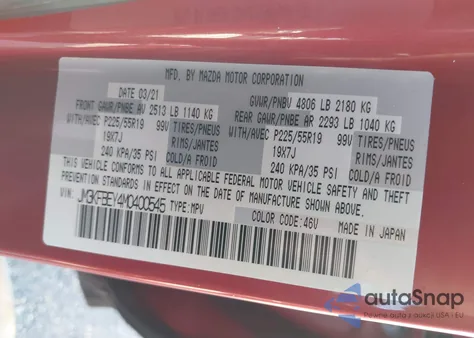 MFD. BY MAZDA MOTOR CORPORATION
DATE 03/21 GVWR/PNBV 4806 LB 2180 KG
FRONT GAWR/PNBE AV 2513 LB 1140 KG REAR GAWR/PNBE AR 2293 LB 1040 KG
WITH/AVEC P225/55R19 99V TIRES/PNEUS WITH/AVEC P225/55R19 99V TIRES/PNEUS
19X7J RIMS/JANTES 19X7J RIMS/JANTES
240 KPA/35 PSI COLD/A FROID 240 KPA/35 PSI COLD/A FROID
THIS VEHICLE CONFORMS TO ALL APPLICABLE FEDERAL MOTOR VEHICLE SAFETY AND THEFT
PREVENTION STANDARDS IN EFFECT ON THE DATE OF MANUFACTURE SHOWN ABOVE.
VIN: JM3KFBEY4M0400545 TYPE: MPV
COLOR CODE: 46V MADE IN JAPAN
autoSnap
Pewne auto z aukcji USA i EU